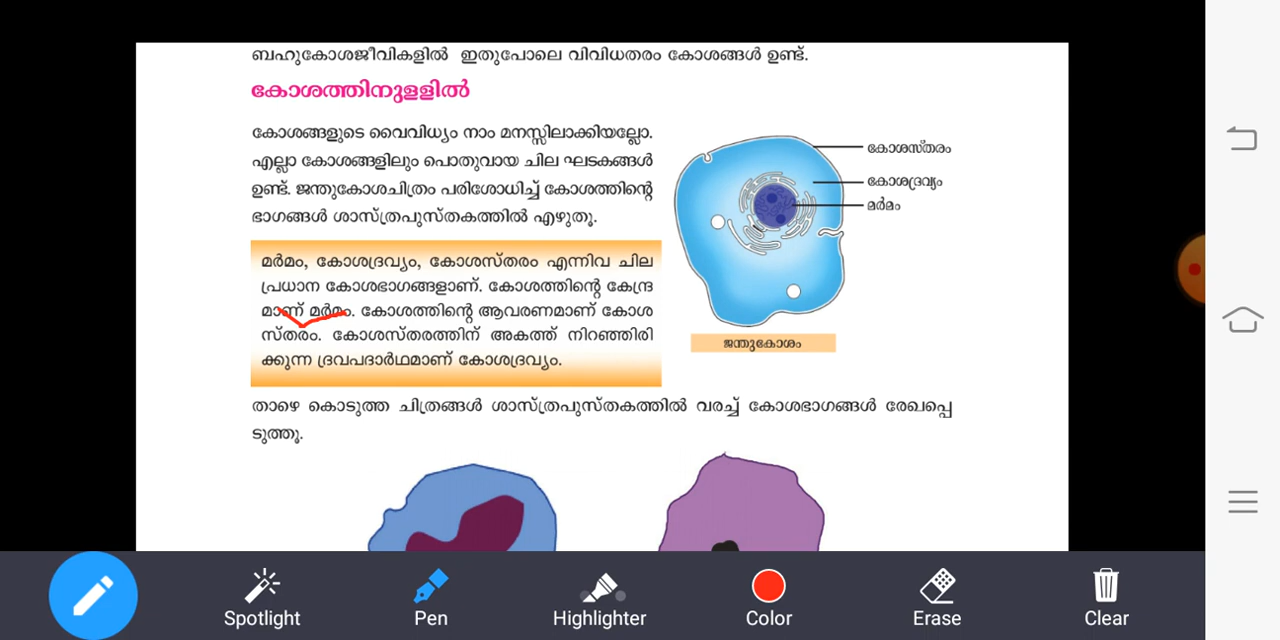 ബഹുകോശജീവികളിൽ ഇതുപോലെ വിവിധതരം കോശങ്ങൾ ഉണ്ട്.
കോശത്തിനുള്ളിൽ
കോശങ്ങളുടെ വൈവിധ്യം നാം മനസ്സിലാക്കിയല്ലോ.
എല്ലാ കോശങ്ങളിലും പൊതുവായ ചില ഘടകങ്ങൾ
ഉണ്ട്. ജന്തുകോശചിത്രം പരിശോധിച്ച് കോശത്തിന്റെ
ഭാഗങ്ങൾ ശാസ്ത്രപുസ്തകത്തിൽ എഴുതൂ.
കോശസ്തരം
കോശദ്രവ്യം
മർമം
ജന്തുകോശം
മർമം, കോശദ്രവ്യം, കോശസ്തരം എന്നിവ ചില
പ്രധാന കോശഭാഗങ്ങളാണ്. കോശത്തിന്റെ കേന്ദ്ര
മാണ് മർമം. കോശത്തിന്റെ ആവരണമാണ് കോശ
സ്തരം. കോശസ്തരത്തിന് അകത്ത് നിറഞ്ഞിരി
ക്കുന്ന ദ്രവപദാർഥമാണ് കോശദ്രവ്യം.
താഴെ കൊടുത്ത ചിത്രങ്ങൾ ശാസ്ത്രപുസ്തകത്തിൽ വരച്ച് കോശഭാഗങ്ങൾ രേഖപ്പെ
ടുത്തൂ.
Spotlight Pen Highlighter Color Erase Clear